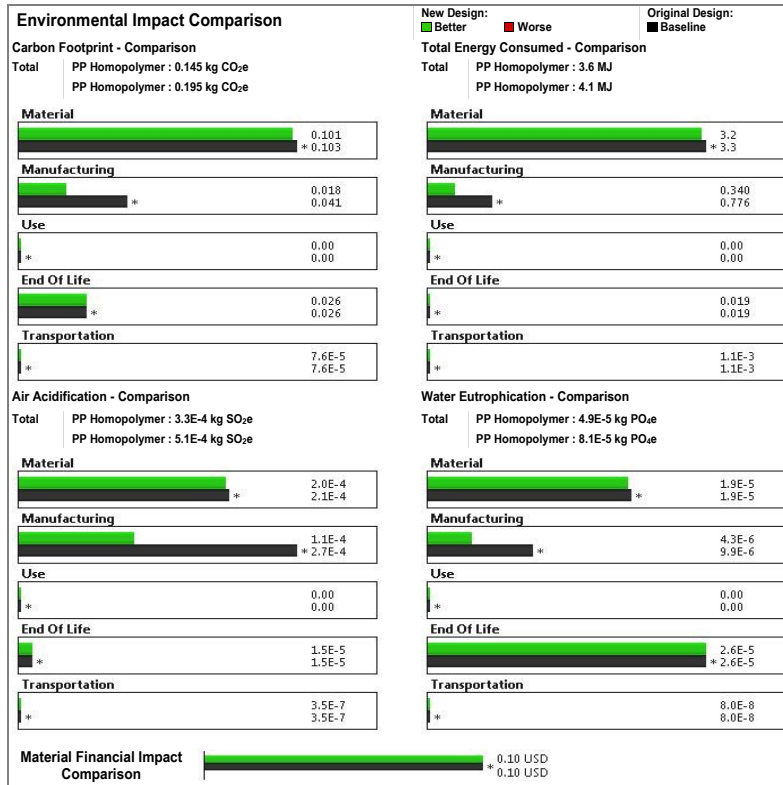 Environmental Impact Comparison
New Design:
Better Worse
Original Design:
Baseline
Carbon Footprint - Comparison
Total PP Homopolymer : 0.145 kg CO₂e
PP Homopolymer : 0.195 kg CO₂e
Material
0.101
* 0.103
Manufacturing
0.018
* 0.041
Use
0.00
* 0.00
End Of Life
0.026
* 0.026
Transportation
7.6E-5
* 7.6E-5
Total Energy Consumed - Comparison
Total PP Homopolymer : 3.6 MJ
PP Homopolymer : 4.1 MJ
Material
3.2
* 3.3
Manufacturing
0.340
* 0.776
Use
0.00
* 0.00
End Of Life
0.019
* 0.019
Transportation
1.1E-3
* 1.1E-3
Air Acidification - Comparison
Total PP Homopolymer : 3.3E-4 kg SO₂e
PP Homopolymer : 5.1E-4 kg SO₂e
Material
2.0E-4
* 2.1E-4
Manufacturing
1.1E-4
* 2.7E-4
Use
0.00
* 0.00
End Of Life
1.5E-5
* 1.5E-5
Transportation
3.5E-7
* 3.5E-7
Water Eutrophication - Comparison
Total PP Homopolymer : 4.9E-5 kg PO₄e
PP Homopolymer : 8.1E-5 kg PO₄e
Material
1.9E-5
* 1.9E-5
Manufacturing
4.3E-6
* 9.9E-6
Use
0.00
* 0.00
End Of Life
2.6E-5
* 2.6E-5
Transportation
8.0E-8
* 8.0E-8
Material Financial Impact
Comparison
0.10 USD
* 0.10 USD